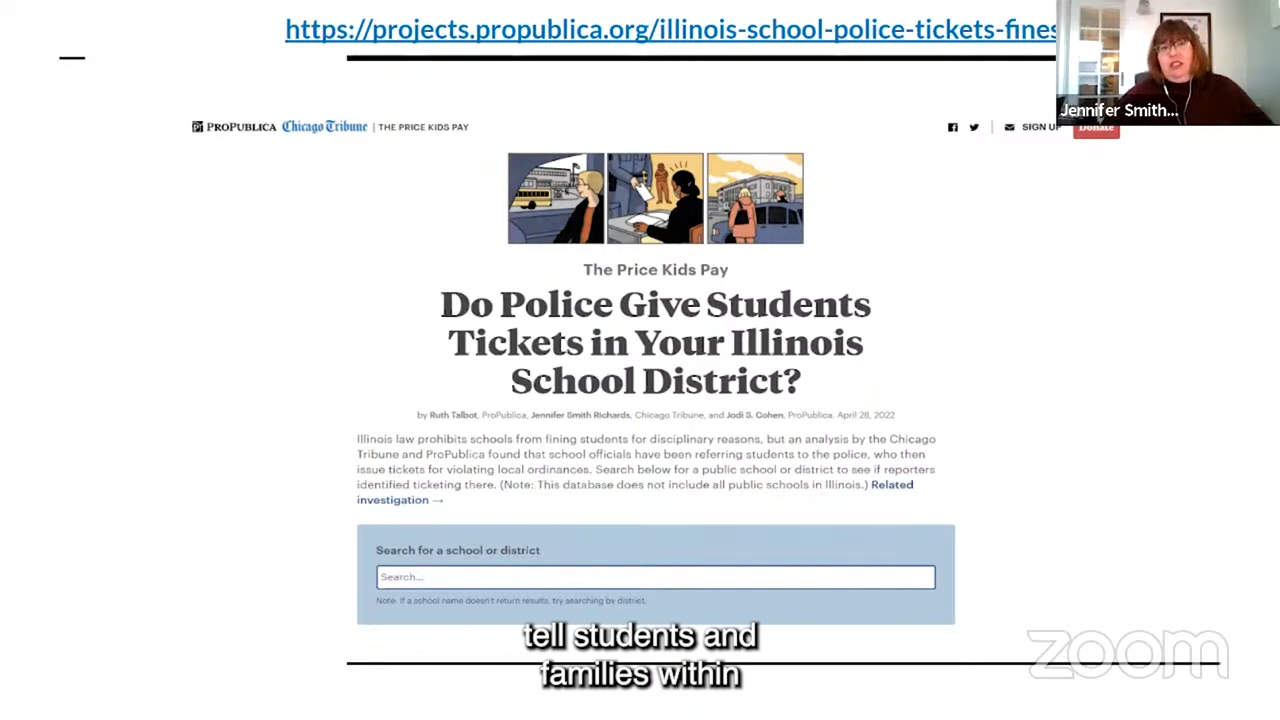 https://projects.propublica.org/illinois-school-police-tickets-fines
Jennifer Smith...
PROPUBLICA Chicago Tribune | THE PRICE KIDS PAY
SIGN UP
Donate
The Price Kids Pay
Do Police Give Students
Tickets in Your Illinois
School District?
by Ruth Talbot, ProPublica, Jennifer Smith Richards, Chicago Tribune, and Jodi S. Cohen, ProPublica. April 28, 2022
Illinois law prohibits schools from fining students for disciplinary reasons, but an analysis by the Chicago
Tribune and ProPublica found that school officials have been referring students to the police, who then
issue tickets for violating local ordinances. Search below for a public school or district to see if reporters
identified ticketing there. (Note: This database does not include all public schools in Illinois.) Related
investigation →
Search for a school or district
Search...
Note: If a school name doesn't return results, try searching by district.
tell students and
families within
zoom